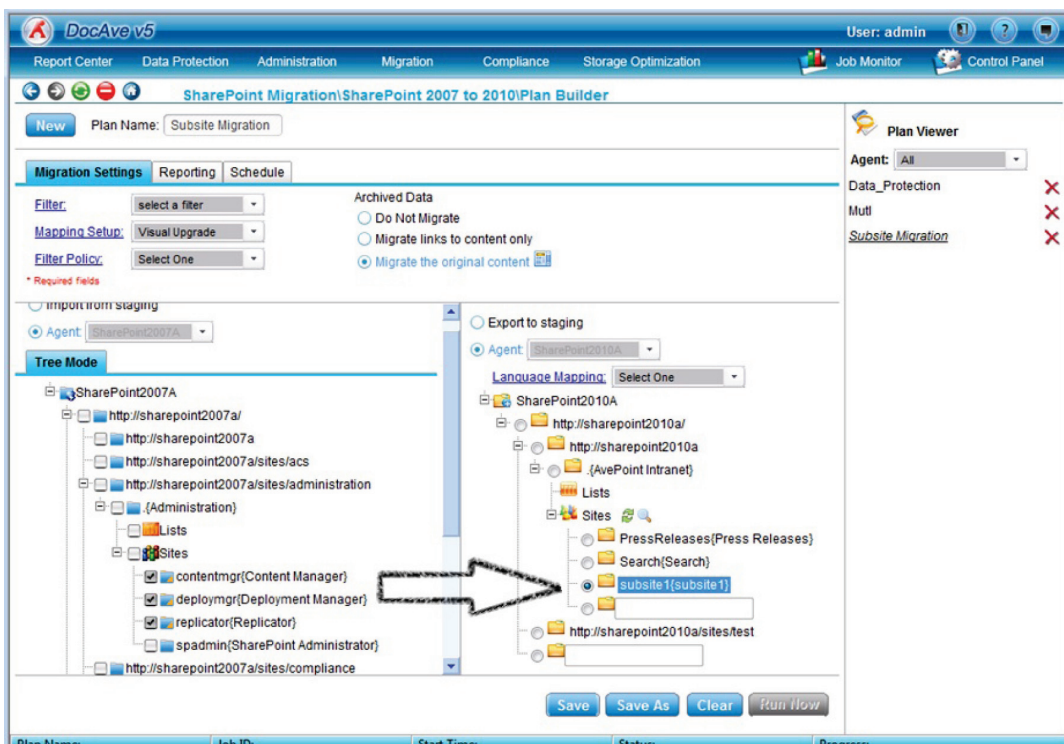 DocAve v5
User: admin
Report Center Data Protection Administration Migration Compliance Storage Optimization Job Monitor Control Panel
SharePoint Migration\SharePoint 2007 to 2010\Plan Builder
New Plan Name: Subsite Migration
Plan Viewer
Agent: All
Data_Protection
Mutl
Subsite Migration
Migration Settings Reporting Schedule
Filter: select a filter
Mapping Setup: Visual Upgrade
Filter Policy: Select One
* Required fields
Archived Data
Do Not Migrate
Migrate links to content only
Migrate the original content
Import from staging
Agent: SharePoint2007A
Tree Mode
SharePoint2007A
http://sharepoint2007a/
http://sharepoint2007a
http://sharepoint2007a/sites/acs
http://sharepoint2007a/sites/administration
.{Administration}
Lists
Sites
contentmgr{Content Manager}
deploymgr{Deployment Manager}
replicator{Replicator}
spadmin{SharePoint Administrator}
http://sharepoint2007a/sites/compliance
Export to staging
Agent: SharePoint2010A
Language Mapping: Select One
SharePoint2010A
http://sharepoint2010a/
http://sharepoint2010a
.{AvePoint Intranet}
Lists
Sites
PressReleases{Press Releases}
Search{Search}
subsite1{subsite1}
http://sharepoint2010a/sites/test
Save Save As Clear Run Now
Plan Name: Job ID: Start Time: Status: Progress: